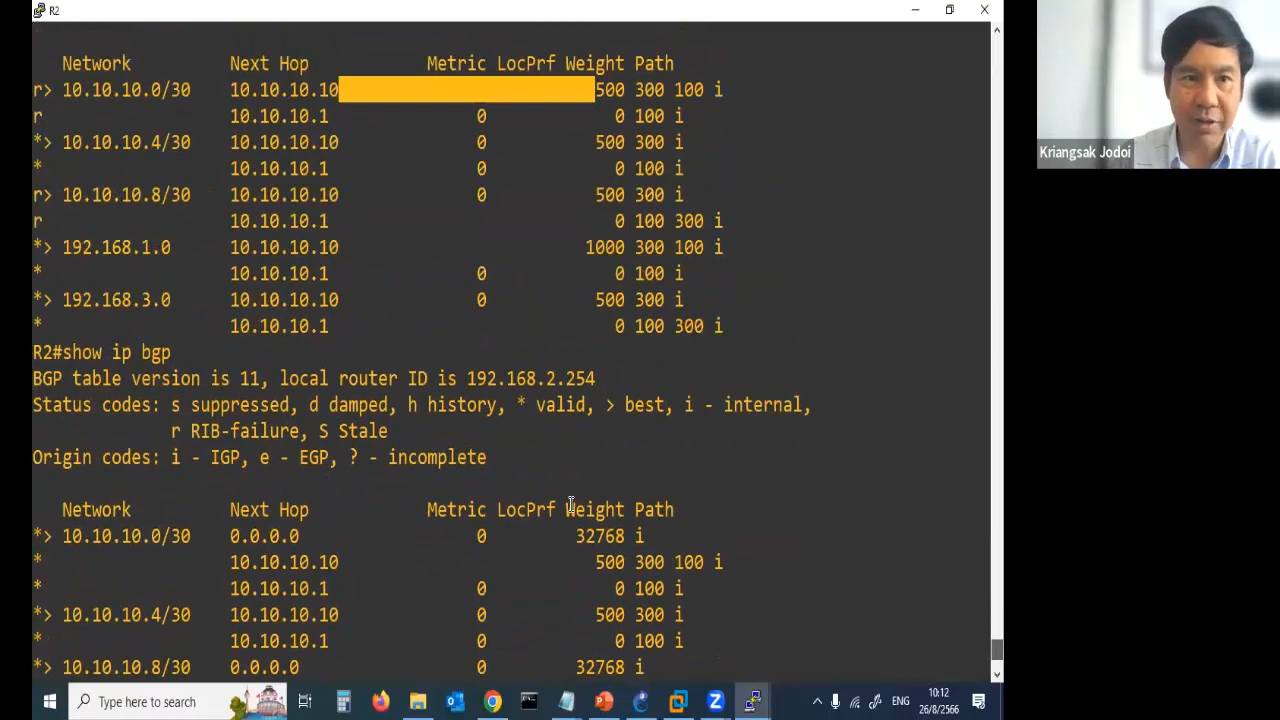 R2
Network Next Hop Metric LocPrf Weight Path
r> 10.10.10.0/30 10.10.10.10 500 300 100 i
r 10.10.10.1 0 0 100 i
*> 10.10.10.4/30 10.10.10.10 0 500 300 i
* 10.10.10.1 0 0 100 i
r> 10.10.10.8/30 10.10.10.10 0 500 300 i
r 10.10.10.1 0 100 300 i
*> 192.168.1.0 10.10.10.10 1000 300 100 i
* 10.10.10.1 0 0 100 i
*> 192.168.3.0 10.10.10.10 0 500 300 i
* 10.10.10.1 0 100 300 i
R2#show ip bgp
BGP table version is 11, local router ID is 192.168.2.254
Status codes: s suppressed, d damped, h history, * valid, > best, i - internal,
r RIB-failure, S Stale
Origin codes: i - IGP, e - EGP, ? - incomplete
Network Next Hop Metric LocPrf Weight Path
*> 10.10.10.0/30 0.0.0.0 0 32768 i
* 10.10.10.10 500 300 100 i
* 10.10.10.1 0 0 100 i
*> 10.10.10.4/30 10.10.10.10 0 500 300 i
* 10.10.10.1 0 0 100 i
*> 10.10.10.8/30 0.0.0.0 0 32768 i
Kriangsak Jodoi
Type here to search
ENG
10:12
26/8/2566